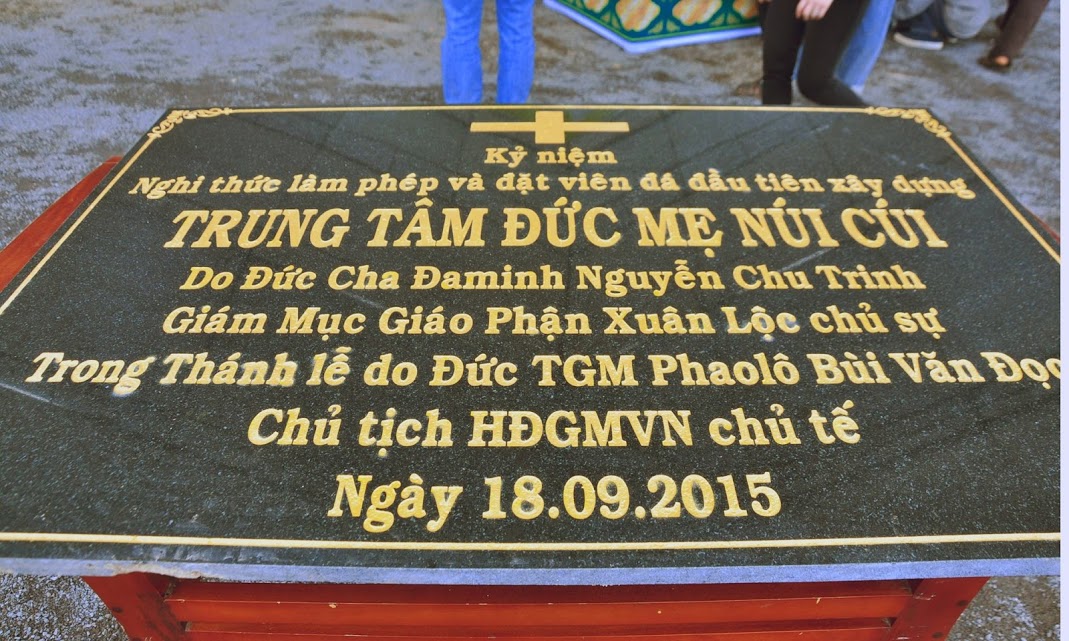 Kỷ niệm
Nghi thức làm phép và đặt viên đá đầu tiên xây dựng
TRUNG TÂM ĐỨC MẸ NÚI CÚI
Do Đức Cha Đaminh Nguyễn Chu Trinh
Giám Mục Giáo Phận Xuân Lộc chủ sự
Trong Thánh lễ do Đức TGM Phaolô Bùi Văn Đọc
Chủ tịch HĐGMVN chủ tế
Ngày 18.09.2015